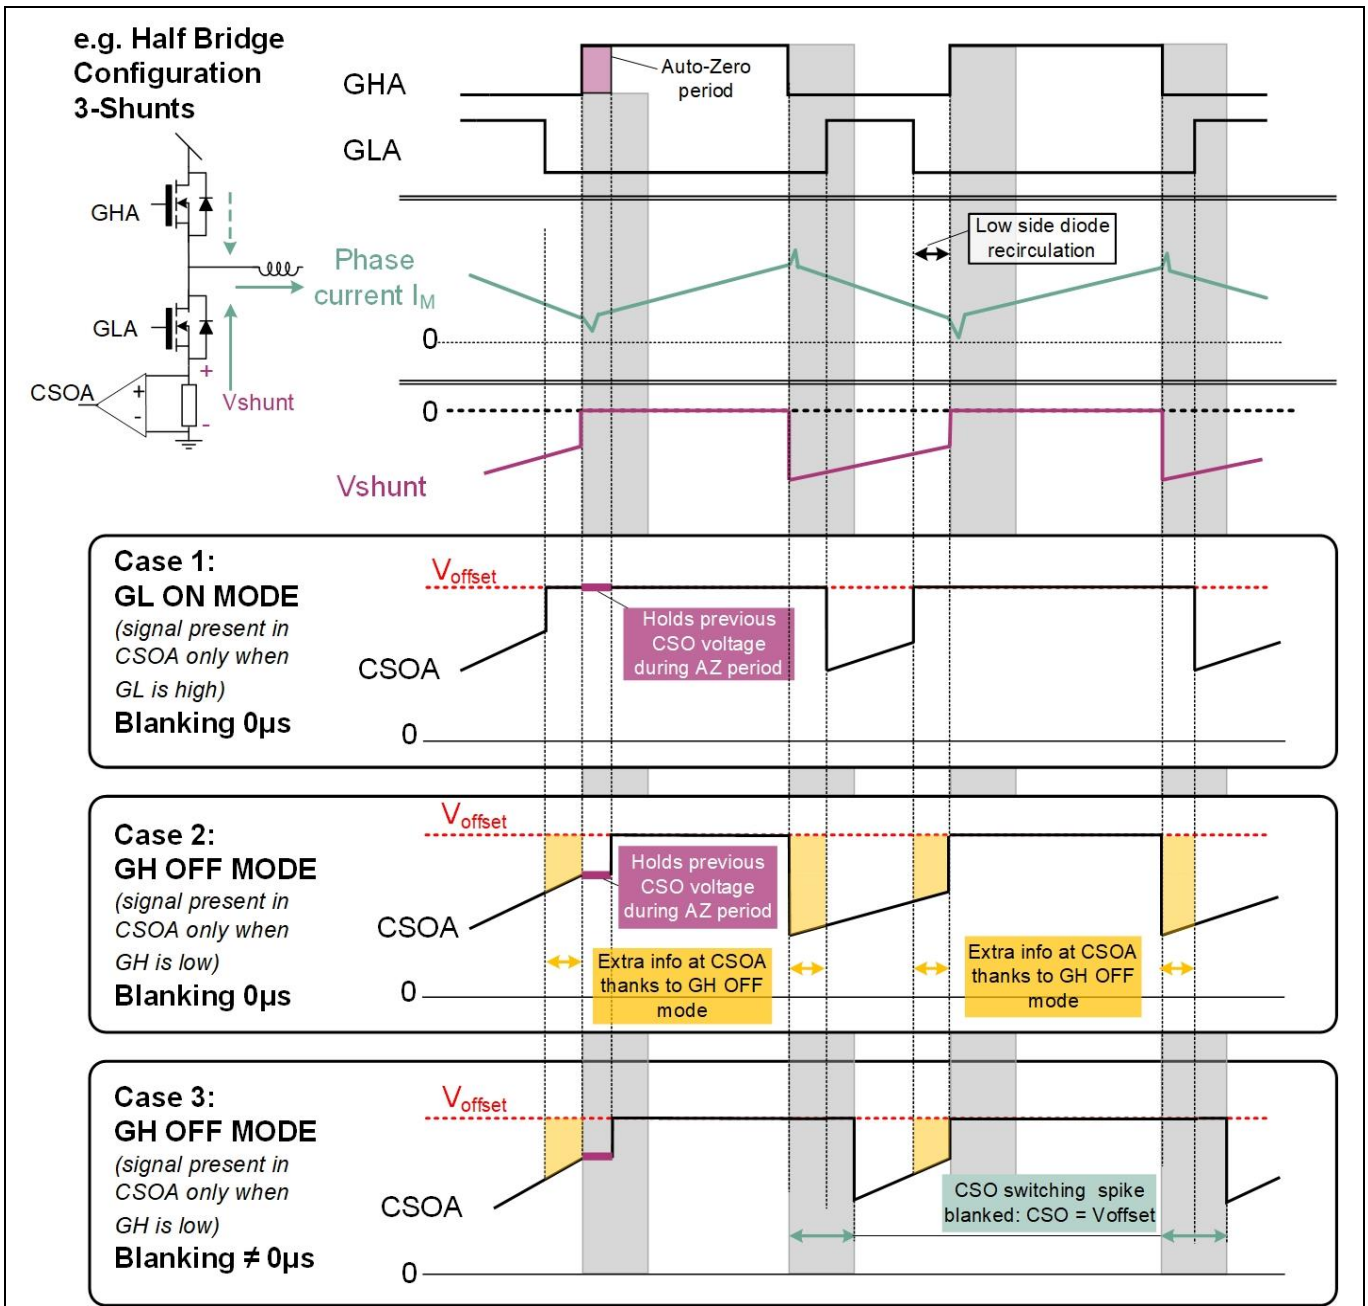 e.g. Half Bridge
Configuration
3-Shunts
GHA
GLA
Auto-Zero
period
GHA
GLA
CSOA
+
-
+
Vshunt
-
Phase
current IM
0
Low side diode
recirculation
0
Vshunt
Case 1:
GL ON MODE
(signal present in
CSOA only when
GL is high)
Blanking 0µs
Voffset
CSOA
0
Holds previous
CSO voltage
during AZ period
Case 2:
GH OFF MODE
(signal present in
CSOA only when
GH is low)
Blanking 0µs
Voffset
CSOA
0
Holds previous
CSO voltage
during AZ period
Extra info at CSOA
thanks to GH OFF
mode
Extra info at CSOA
thanks to GH OFF
mode
Case 3:
GH OFF MODE
(signal present in
CSOA only when
GH is low)
Blanking ≠ 0µs
Voffset
CSOA
0
CSO switching spike
blanked: CSO = Voffset